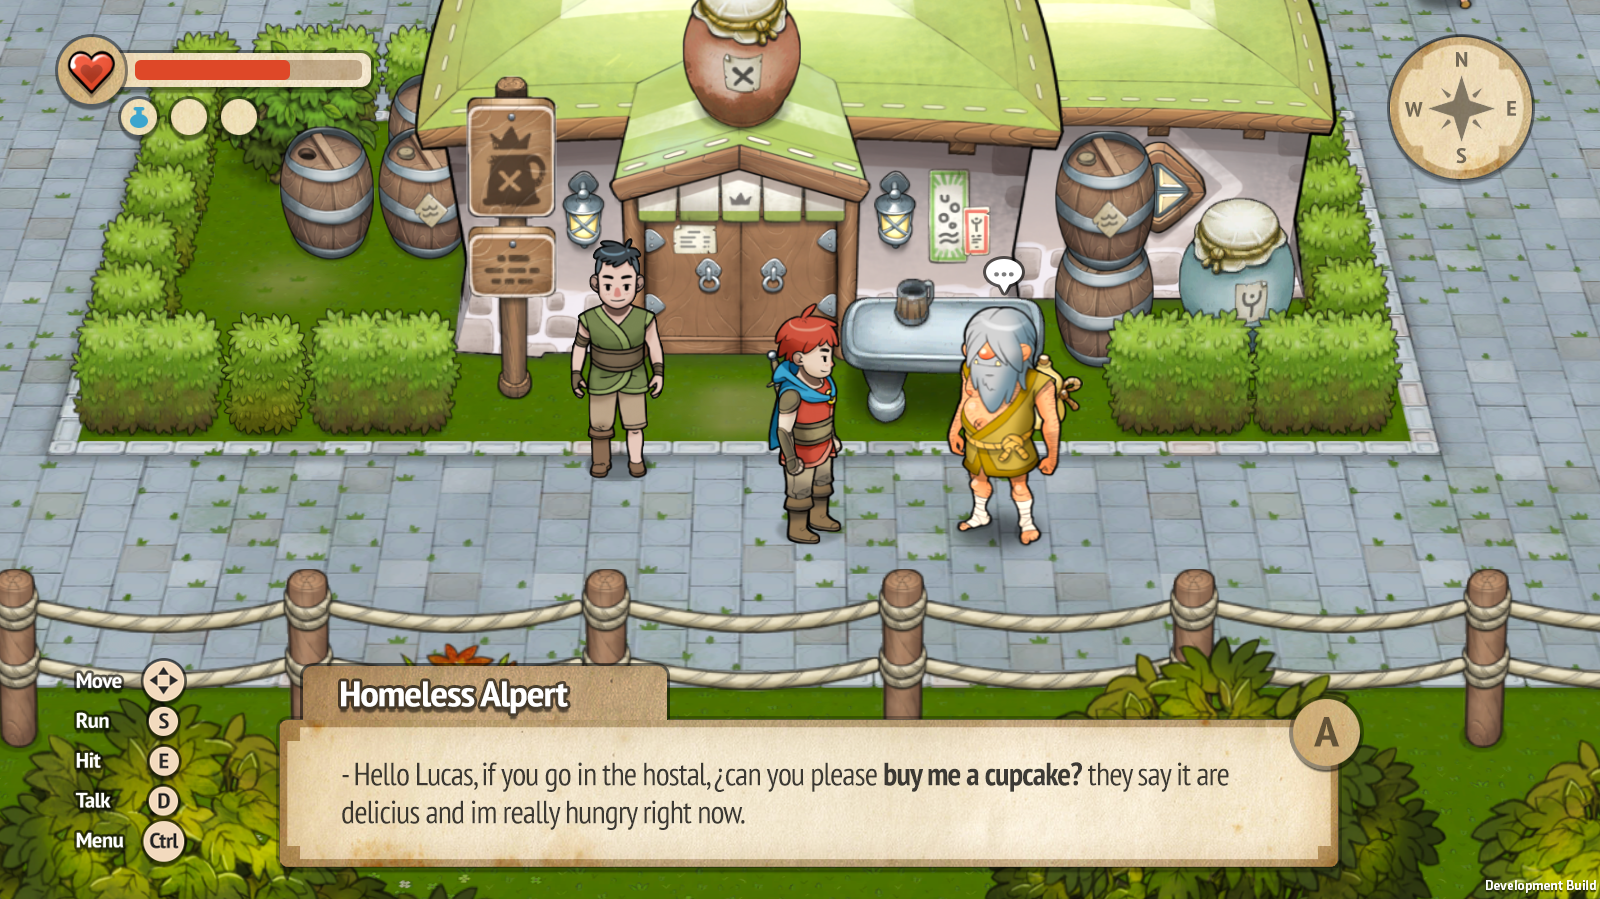 N
W E
S
Move
Run S
Hit E
Talk D
Menu Ctrl
Homeless Alpert
A
- Hello Lucas, if you go in the hostal, ¿can you please buy me a cupcake? they say it are
delicius and im really hungry right now.
Development Build